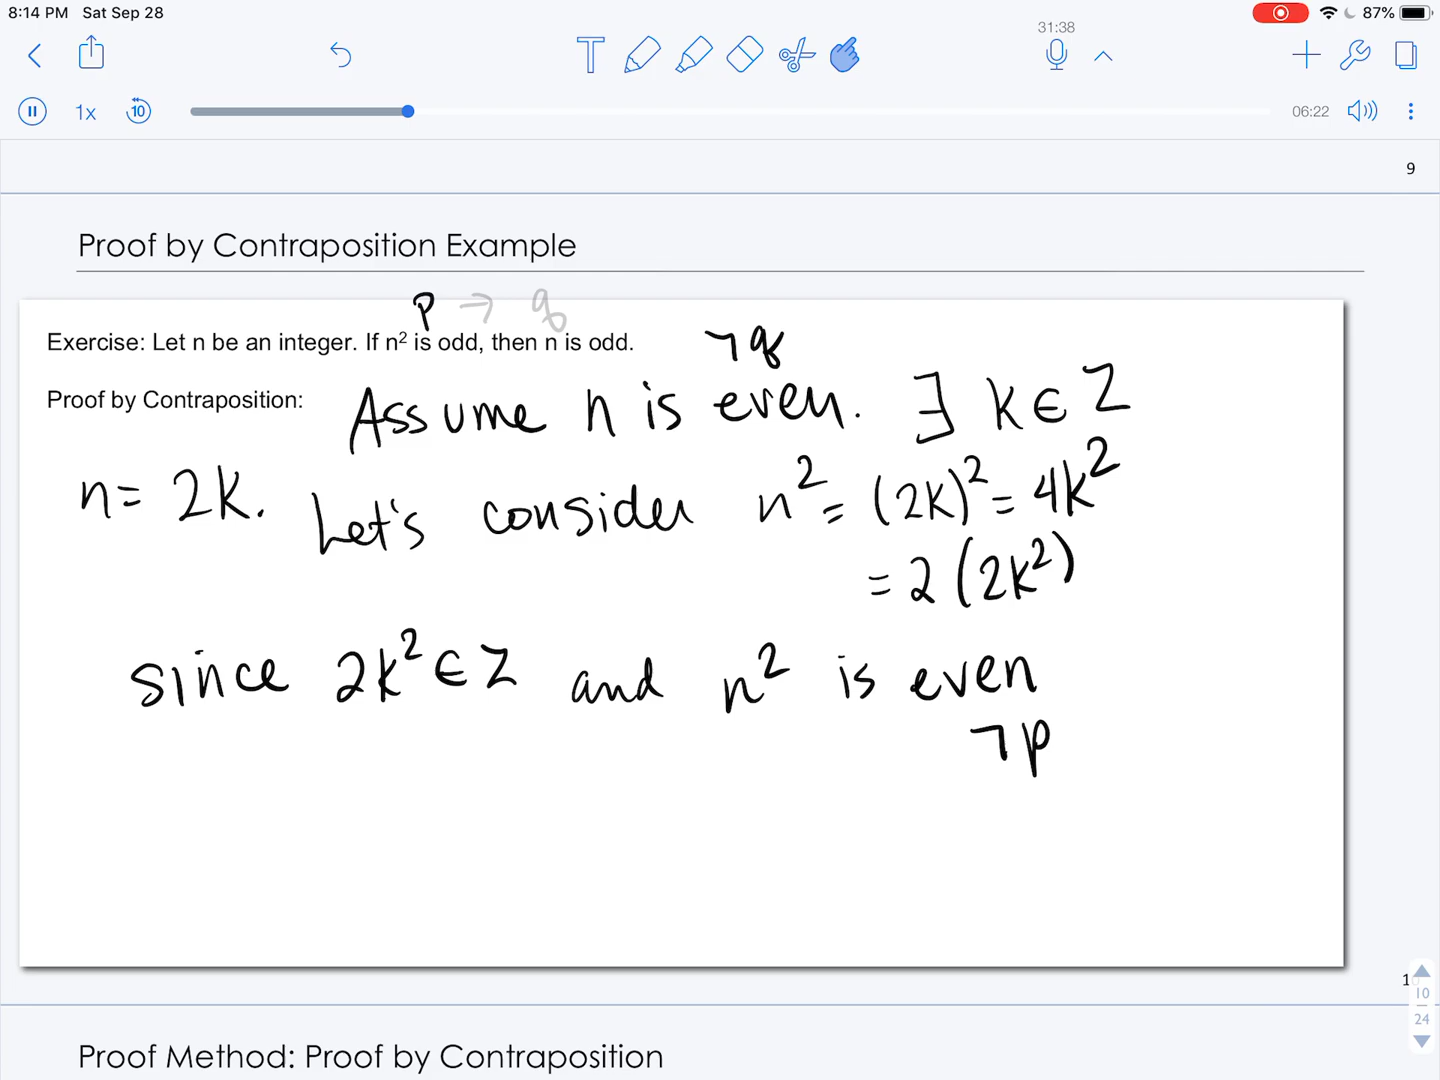 8:14 PM Sat Sep 28
87%
31:38
T
1x
10
06:22
9
Proof by Contraposition Example
p → q
Exercise: Let n be an integer. If n² is odd, then n is odd.
¬q
Proof by Contraposition: Assume n is even. ∃ K ∈ Z
n = 2K. Let's consider n² = (2K)² = 4K²
= 2(2K²)
since 2K² ∈ Z and n² is even
¬p
10
24
Proof Method: Proof by Contraposition